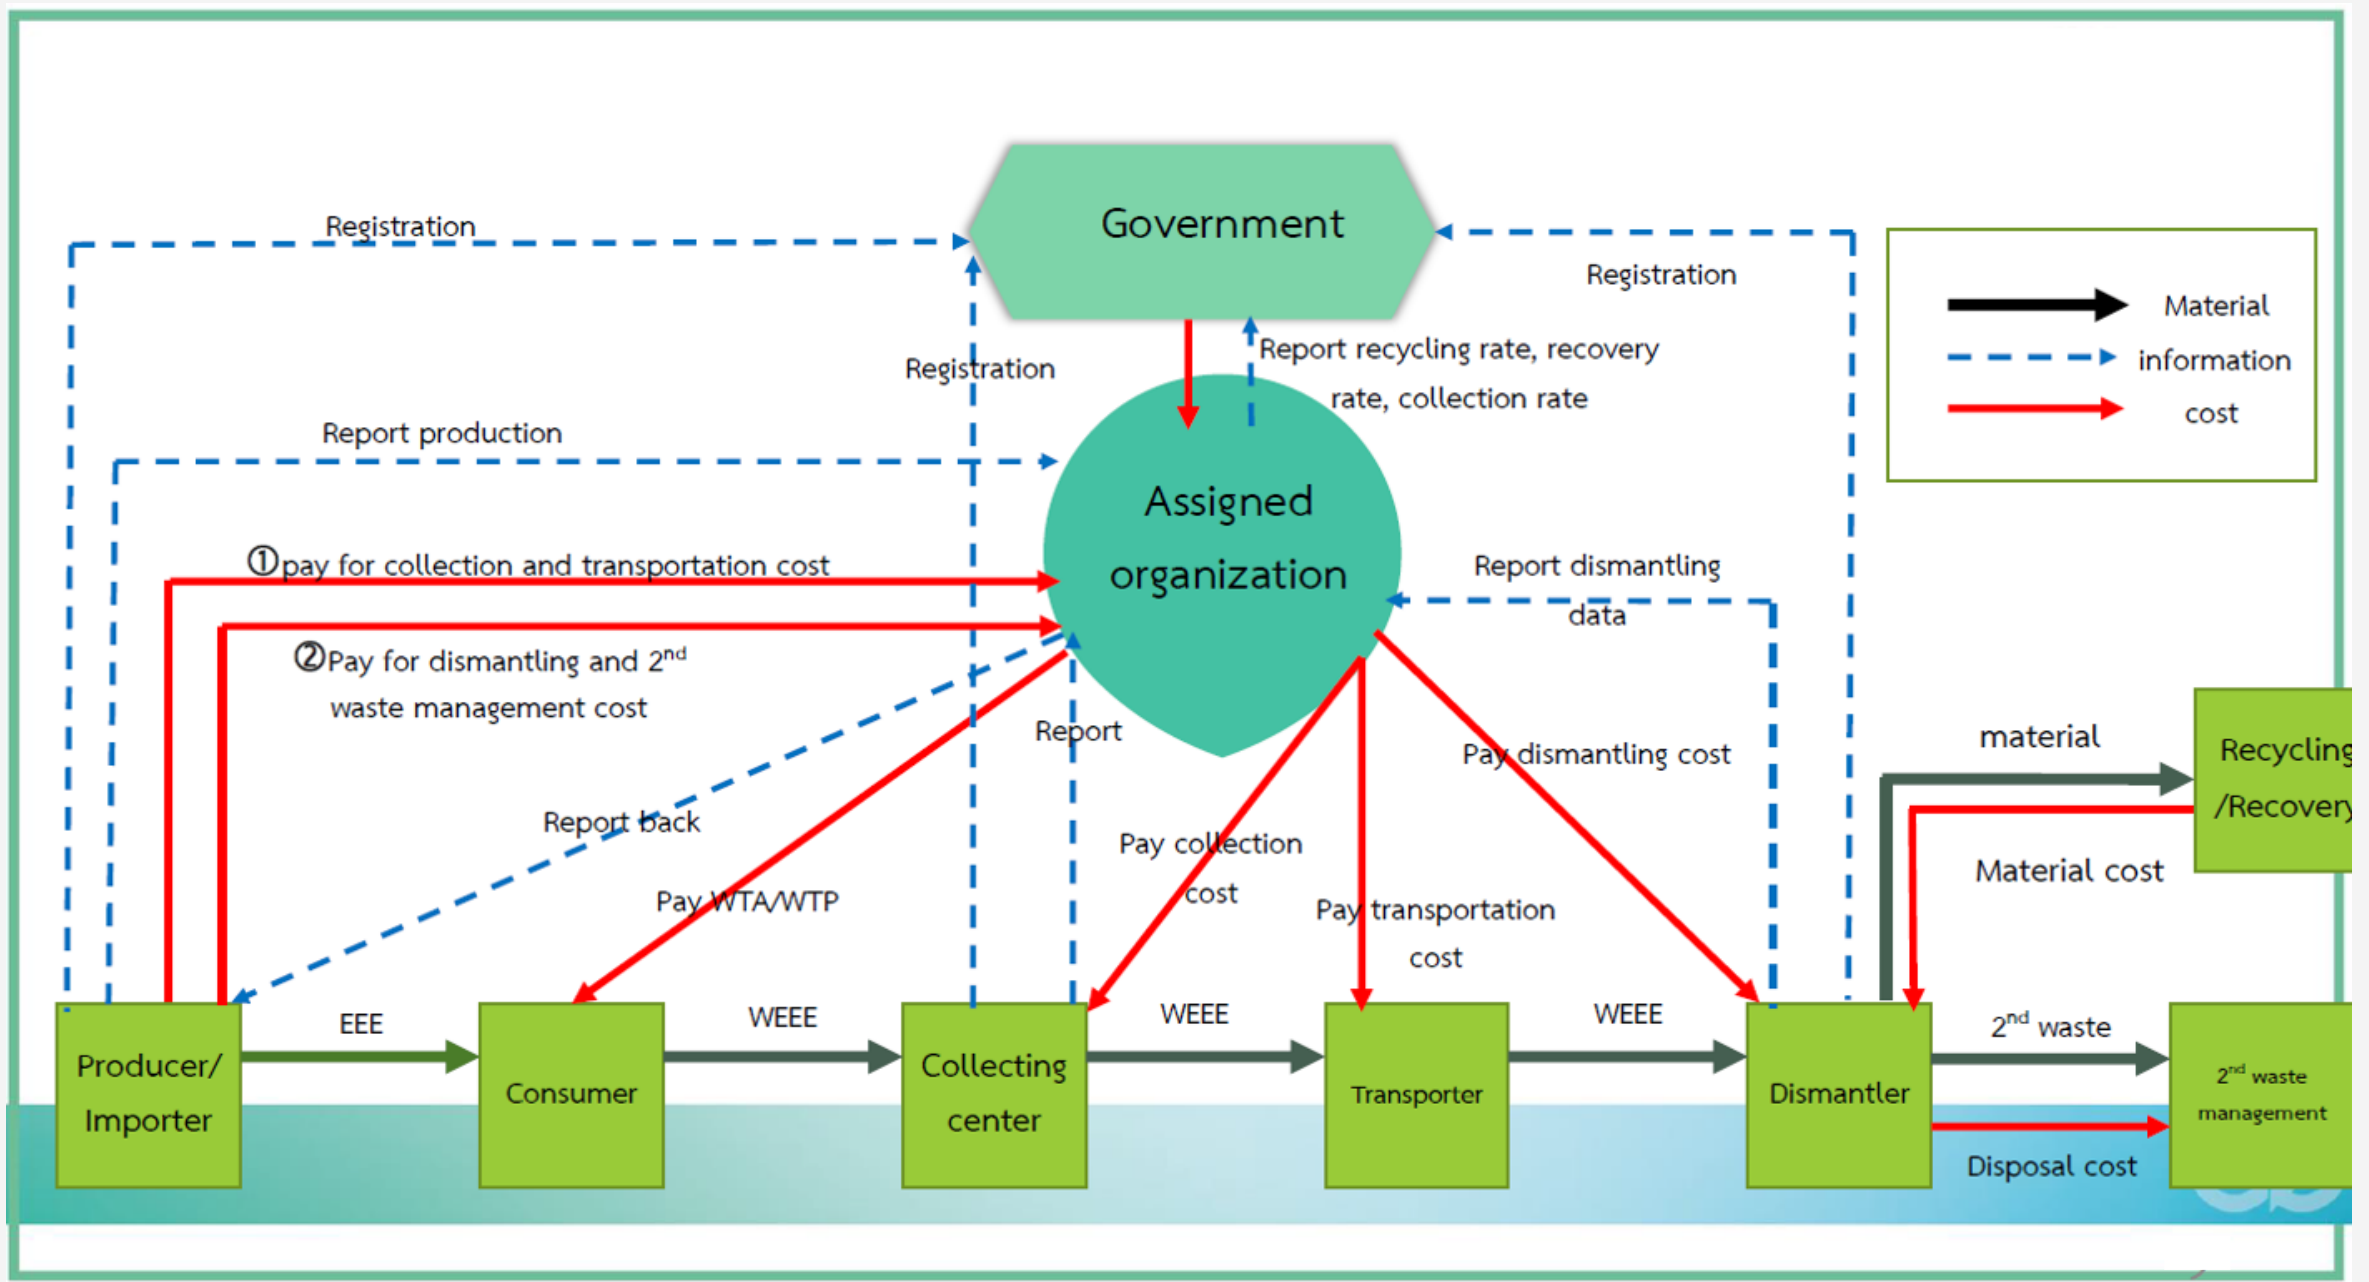 Government
Registration
Registration
Material
information
cost
Registration
Report recycling rate, recovery
rate, collection rate
Report production
Assigned
organization
①pay for collection and transportation cost
Report dismantling
data
②Pay for dismantling and 2nd
waste management cost
Report
Pay dismantling cost
material
Recycling
/Recovery
Report back
Pay collection
cost
Material cost
Pay WTA/WTP
Pay transportation
cost
EEE
WEEE
WEEE
WEEE
2nd waste
Producer/
Importer
Consumer
Collecting
center
Transporter
Dismantler
2nd waste
management
Disposal cost